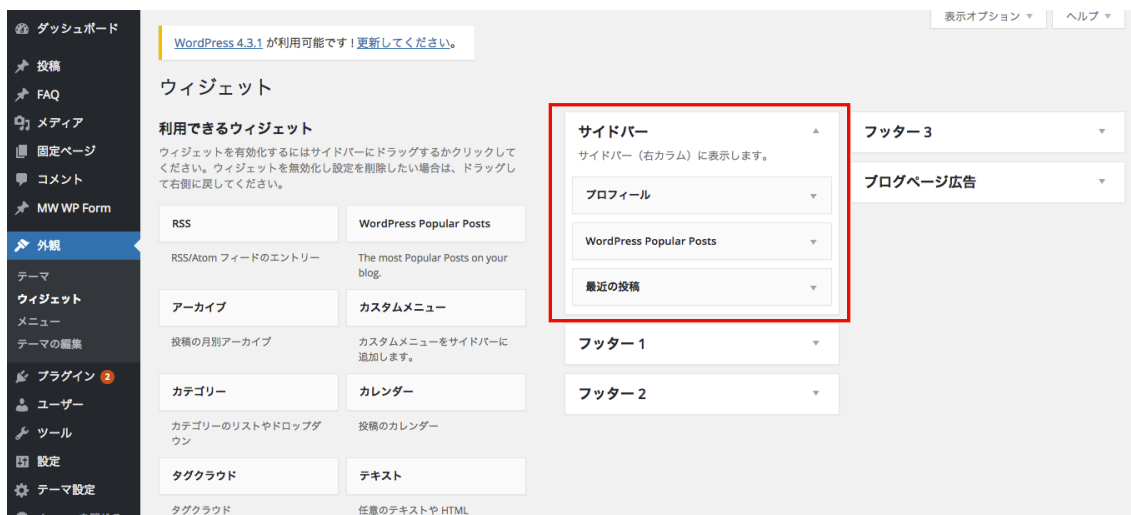 ダッシュボード
投稿
FAQ
メディア
固定ページ
コメント
MW WP Form
外観
テーマ
ウィジェット
メニュー
テーマの編集
プラグイン 2
ユーザー
ツール
設定
テーマ設定
表示オプション ▼
ヘルプ ▼
WordPress 4.3.1 が利用可能です ! 更新してください。
ウィジェット
利用できるウィジェット
ウィジェットを有効化するにはサイドバーにドラッグするかクリックして
ください。ウィジェットを無効化し設定を削除したい場合は、ドラッグし
て右側に戻してください。
RSS
RSS/Atom フィードのエントリー
WordPress Popular Posts
The most Popular Posts on your
blog.
アーカイブ
投稿の月別アーカイブ
カスタムメニュー
カスタムメニューをサイドバーに
追加します。
カテゴリー
カテゴリーのリストやドロップダ
ウン
カレンダー
投稿のカレンダー
タグクラウド
タグクラウド
テキスト
任意のテキストや HTML
サイドバー
サイドバー（右カラム）に表示します。
プロフィール
WordPress Popular Posts
最近の投稿
フッター 1
フッター 2
フッター 3
ブログページ広告